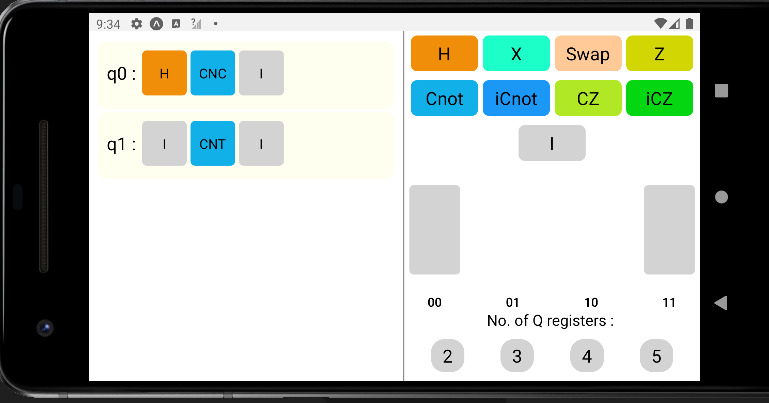 9:34
q0 : H CNC I
q1 : I CNT I
H X Swap Z
Cnot iCnot CZ iCZ
I
00 01 10 11
No. of Q registers :
2 3 4 5